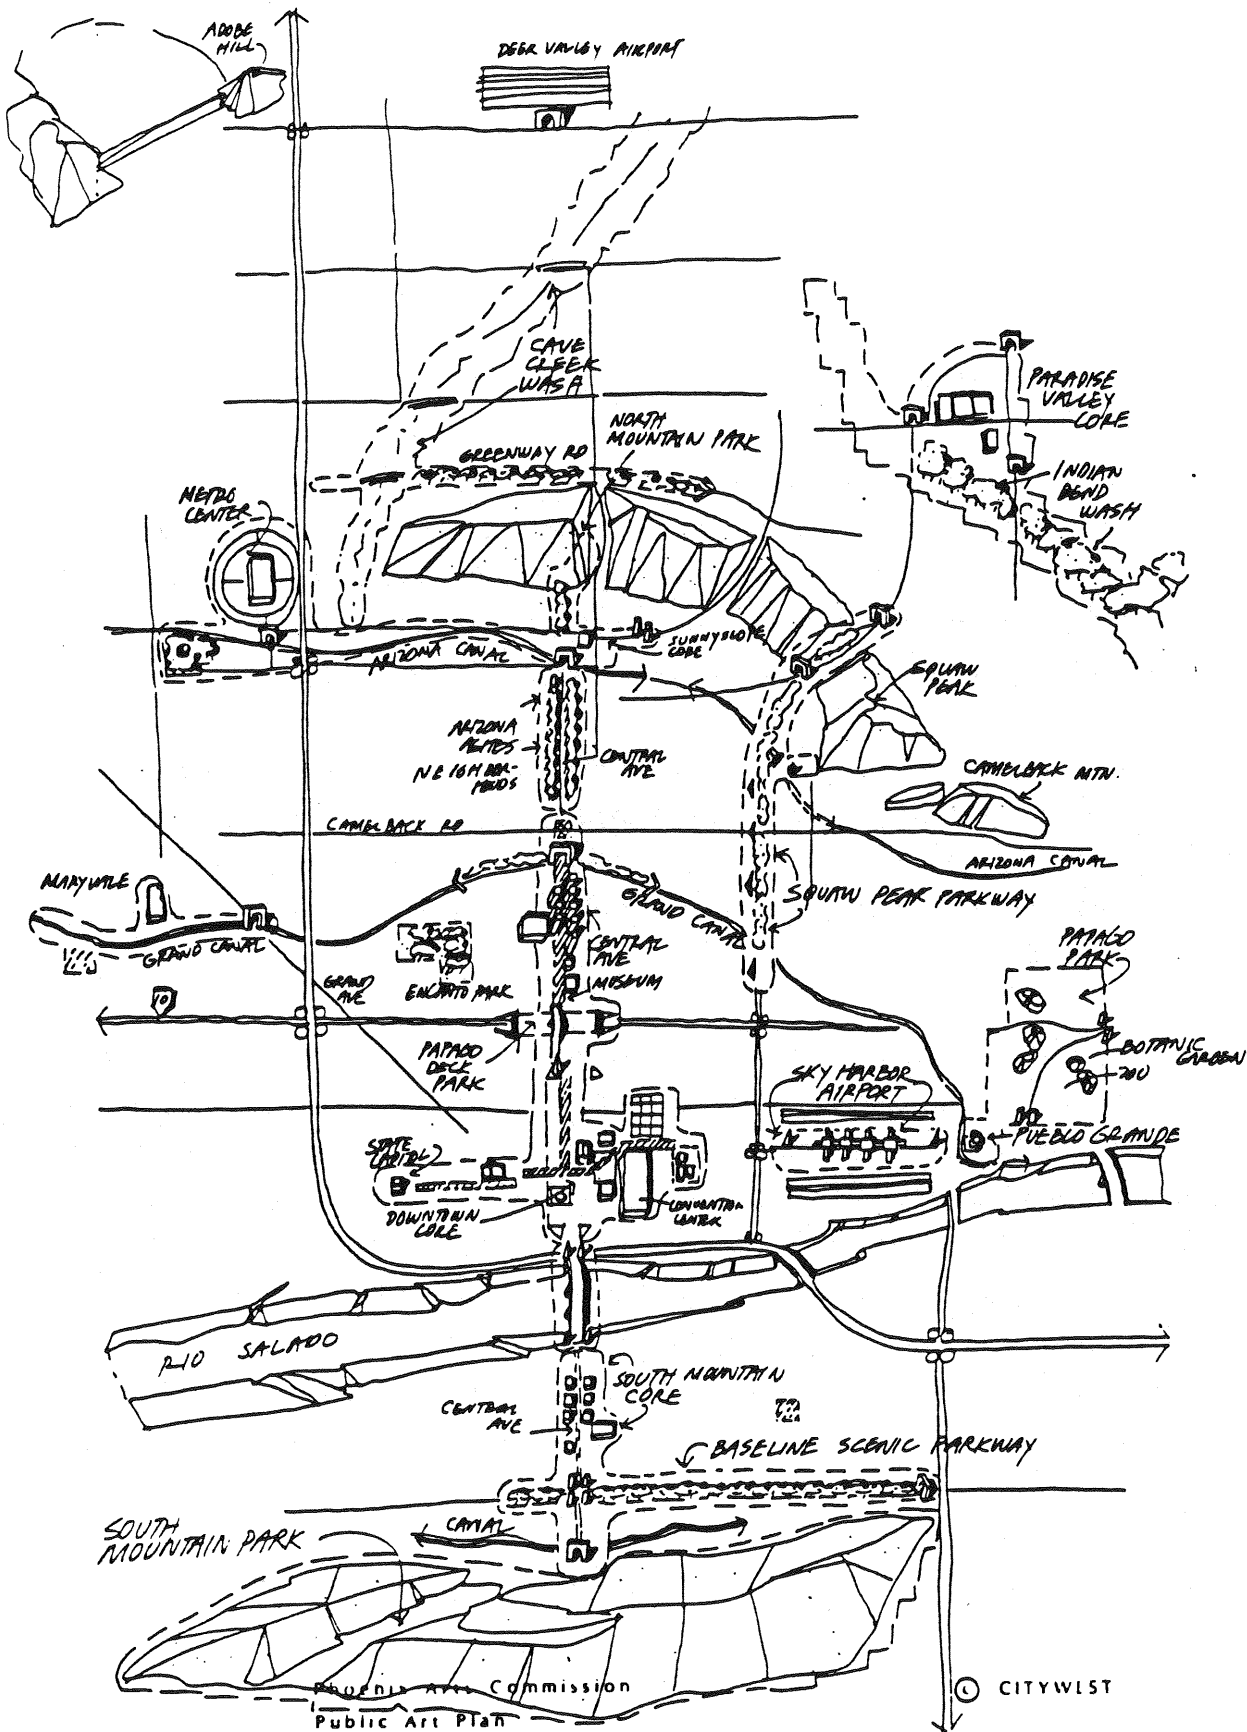 ADOBE
HILL
DEER VALLEY AIRPORT
CAVE
CREEK
WASH
PARADISE
VALLEY
CORE
NORTH
MOUNTAIN PARK
GREENWAY RD
INDIAN
BEND
WASH
METRO
CENTER
SUNNYSLOPE
CORE
ARIZONA CANAL
SQUAW
PEAK
ARIZONA
ACRES
NEIGHBOR-
HOODS
CENTRAL
AVE
CAMELBACK MTN.
CAMELBACK RD
ARIZONA CANAL
MARYVALE
SQUAW PEAK PARKWAY
GRAND CANAL
GRAND CANAL
CENTRAL
AVE
MUSEUM
PAPAGO
PARK
GRAND
AVE
ENCANTO PARK
PAPAGO
DECK
PARK
BOTANIC
GARDEN
ZOO
SKY HARBOR
AIRPORT
PUEBLO GRANDE
STATE
CAPITOL
DOWNTOWN
CORE
CONVENTION
CENTER
RIO SALADO
SOUTH MOUNTAIN
CORE
CENTRAL
AVE
BASELINE SCENIC PARKWAY
CANAL
SOUTH
MOUNTAIN PARK
Phoenix Arts Commission
Public Art Plan
© CITYWEST